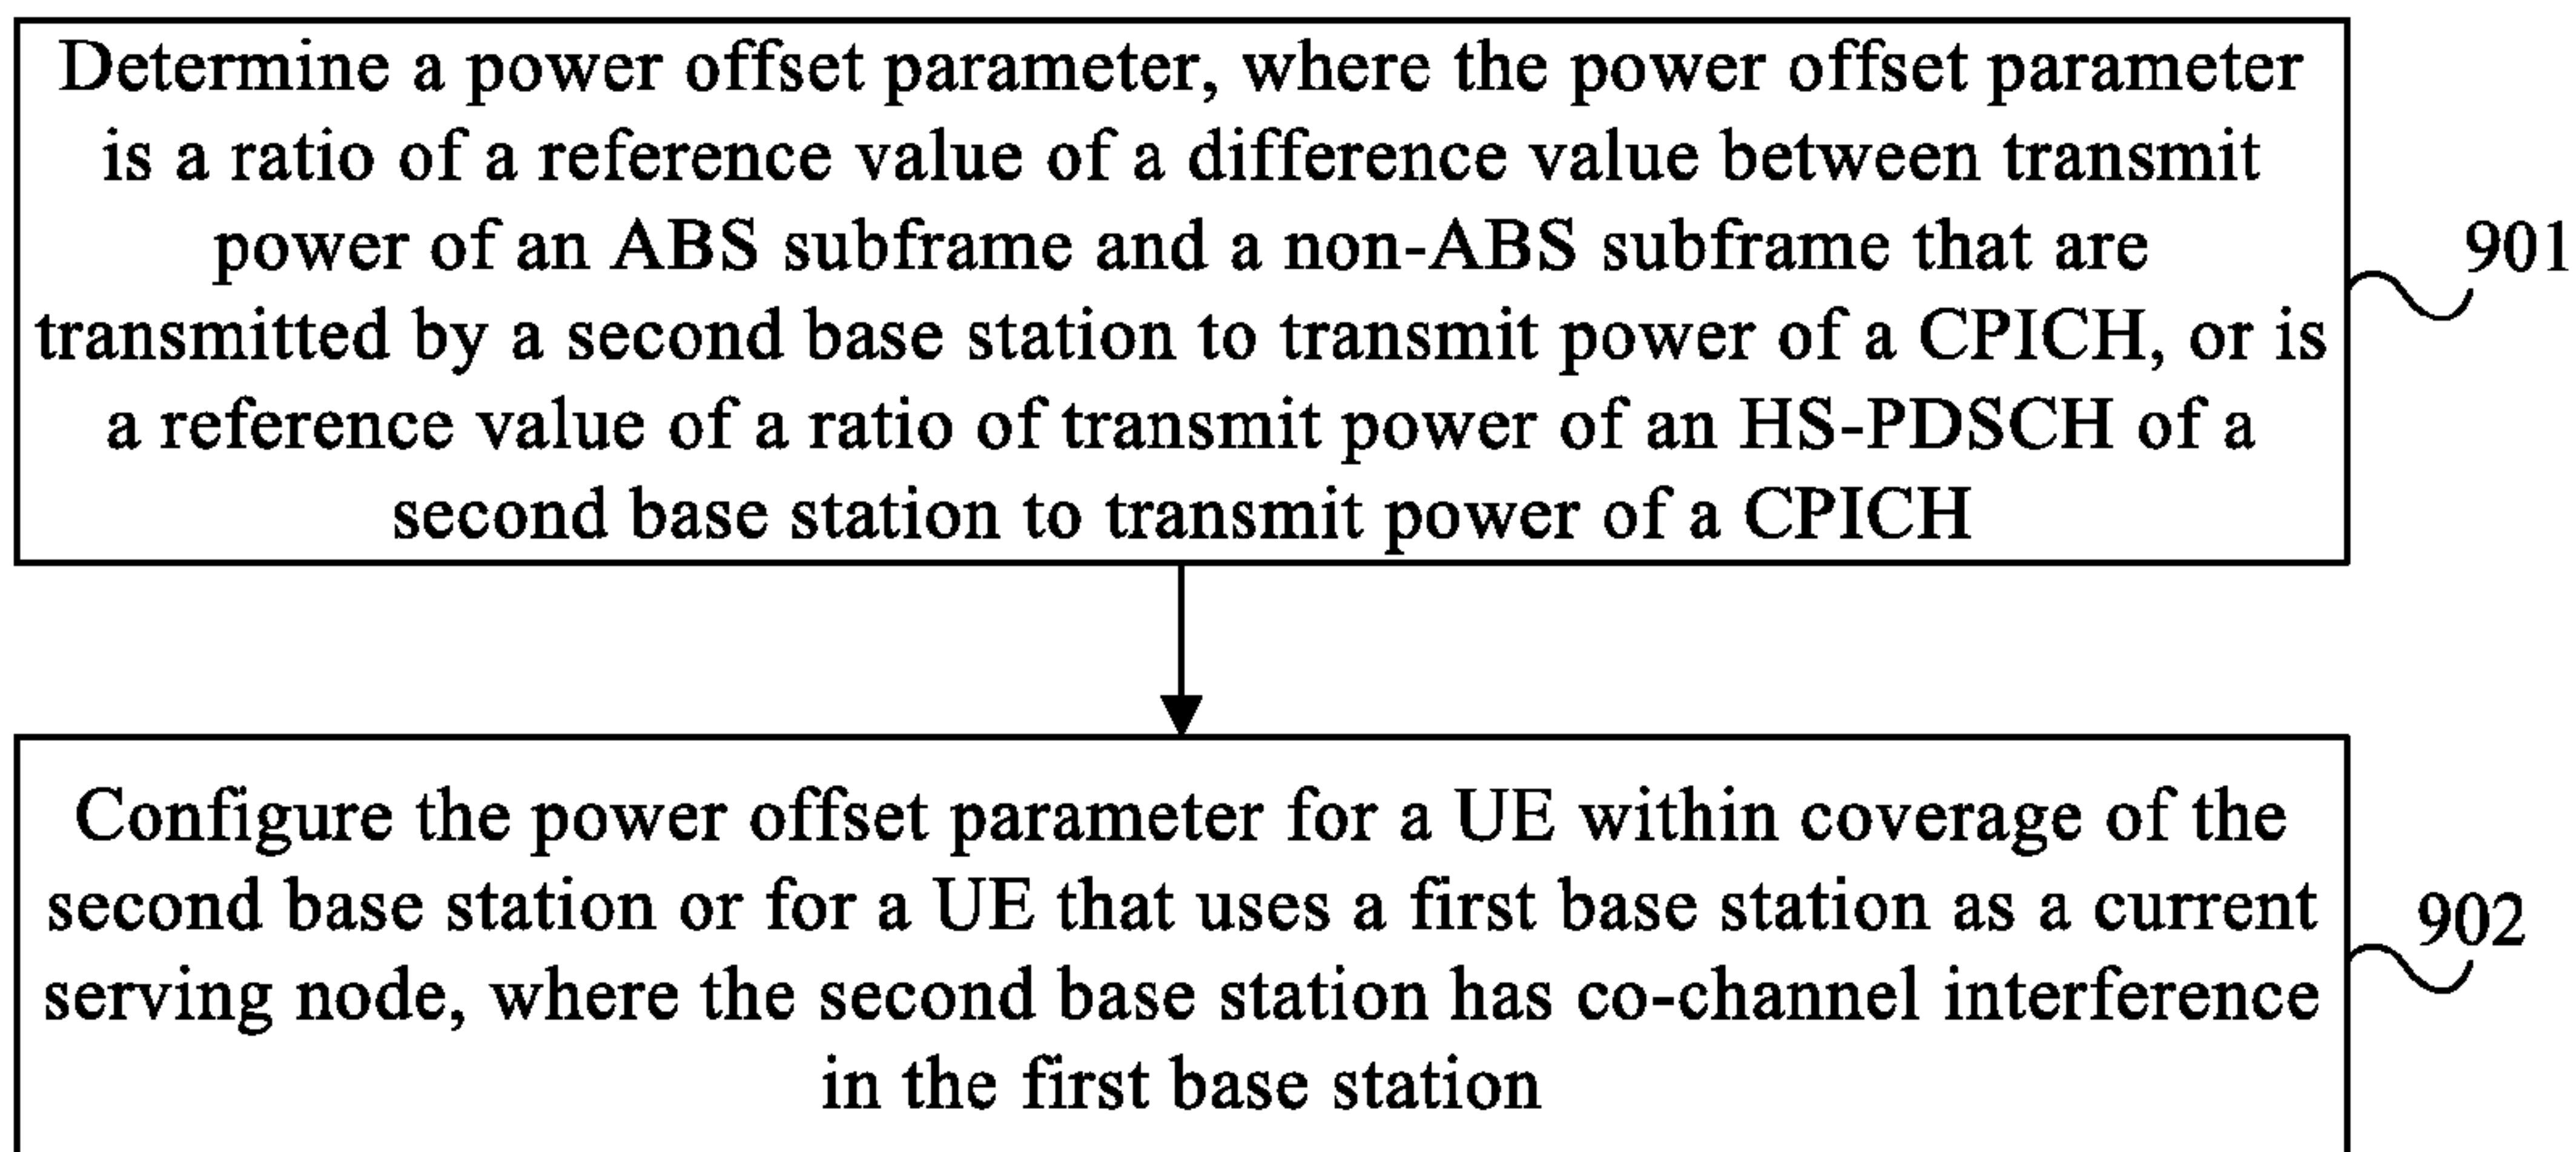 Determine a power offset parameter, where the power offset parameter
is a ratio of a reference value of a difference value between transmit
power of an ABS subframe and a non-ABS subframe that are
transmitted by a second base station to transmit power of a CPICH, or is
a reference value of a ratio of transmit power of an HS-PDSCH of a
second base station to transmit power of a CPICH
901
Configure the power offset parameter for a UE within coverage of the
second base station or for a UE that uses a first base station as a current
serving node, where the second base station has co-channel interference
in the first base station
902